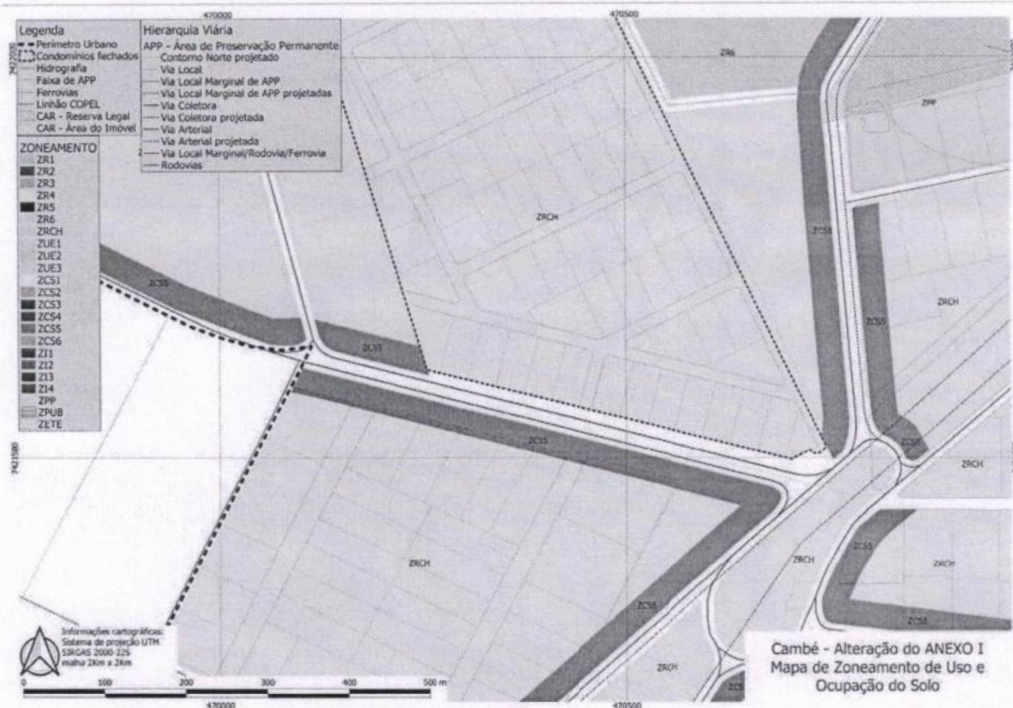 470000
470500
Legenda
Perímetro Urbano
Condomínios fechados
Hidrografia
Faixa de APP
Ferrovias
Linhão COPEL
CAR - Reserva Legal
CAR - Área do Imóvel
Hierarquia Viária
APP - Área de Preservação Permanente
Contorno Norte projetado
Via Local
Via Local Marginal de APP
Via Local Marginal de APP projetadas
Via Coletora
Via Coletora projetada
Via Arterial
Via Arterial projetada
Via Local Marginal/Rodovia/Ferrovia
Rodovias
ZONEAMENTO
ZR1
ZR2
ZR3
ZR4
ZR5
ZR6
ZRCH
ZUE1
ZUE2
ZUE3
ZCS1
ZCS2
ZCS3
ZCS4
ZCS5
ZCS6
ZI1
ZI2
ZI3
ZI4
ZPP
ZPUB
ZETE
ZR6
ZPP
ZRCH
ZCS5
ZCS5
ZRCH
ZCS5
ZCS5
ZCS5
ZCS5
7421500
ZRCH
ZRCH
ZRCH
ZCS5
ZRCH
ZCS5
ZCS5
ZRCH
Informações cartográficas:
Sistema de projeção UTM
SIRGAS 2000-22S
malha 2Km x 2Km
0 100 200 300 400 500 m
Cambé - Alteração do ANEXO I
Mapa de Zoneamento de Uso e
Ocupação do Solo
470000
470500